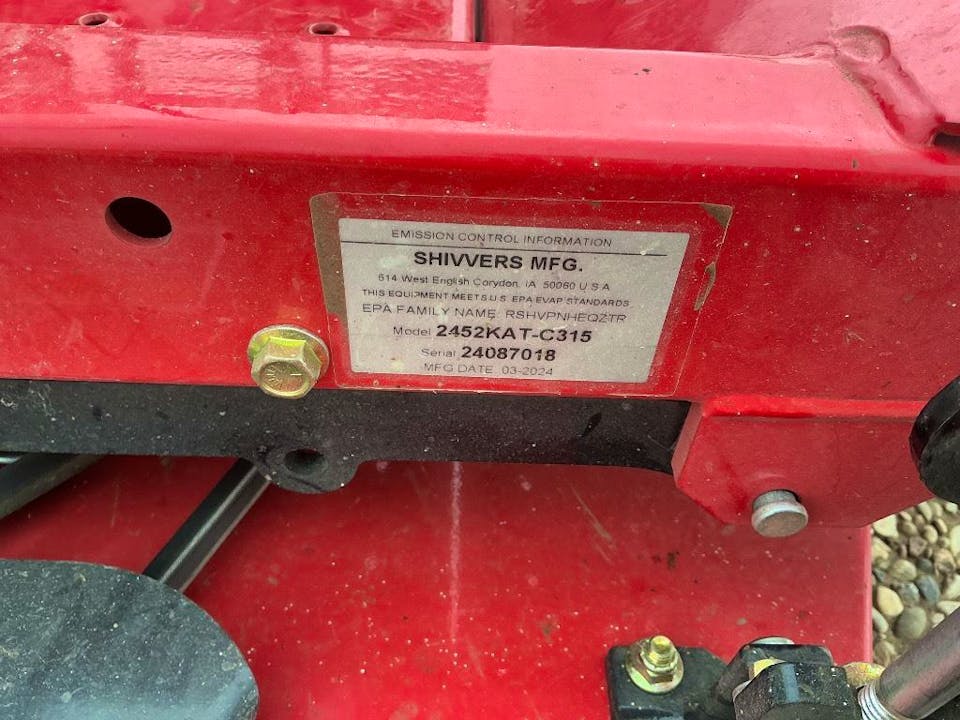 EMISSION CONTROL INFORMATION
SHIVVERS MFG.
614 West English Corydon, IA 50060 U S A
THIS EQUIPMENT MEETS U.S. EPA EVAP STANDARDS
EPA FAMILY NAME: RSHVPNHEQZTR
Model 2452KAT-C315
Serial 24087018
MFG DATE 03-2024